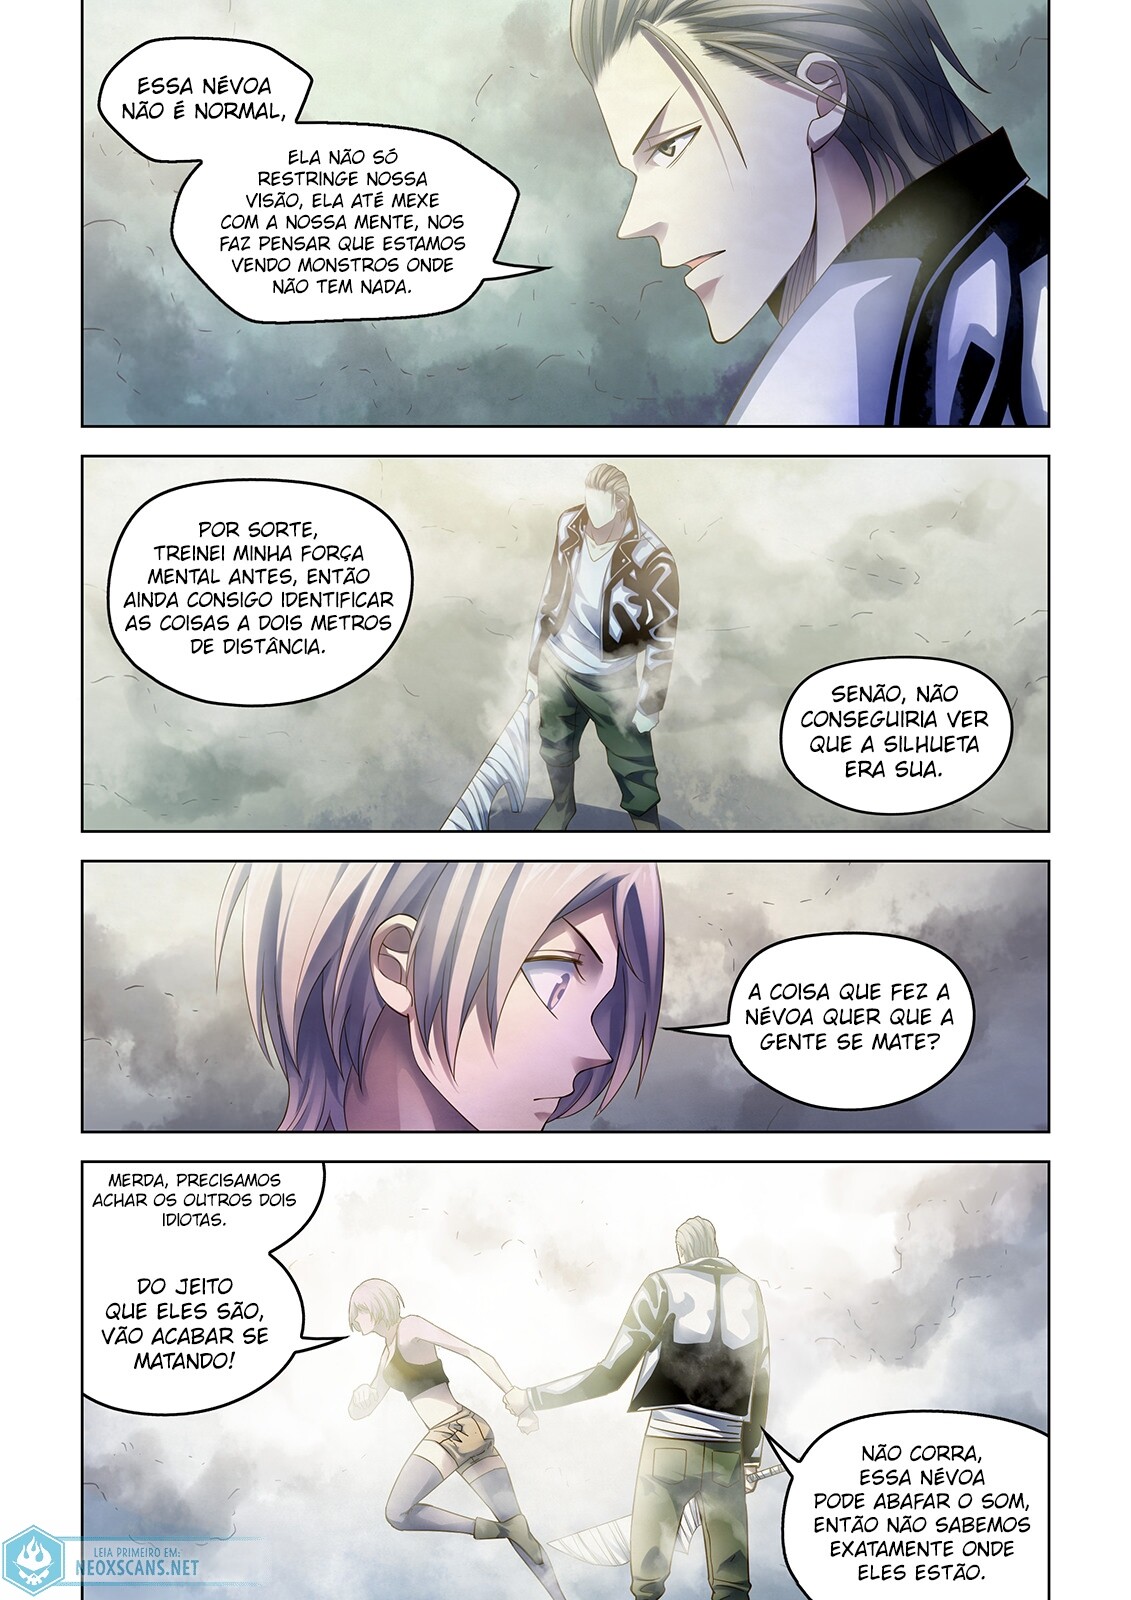 ESSA NÉVOA
NÃO É NORMAL,
ELA NÃO SÓ
RESTRINGE NOSSA
VISÃO, ELA ATÉ MEXE
COM A NOSSA MENTE, NOS
FAZ PENSAR QUE ESTAMOS
VENDO MONSTROS ONDE
NÃO TEM NADA.
POR SORTE,
TREINEI MINHA FORÇA
MENTAL ANTES, ENTÃO
AINDA CONSIGO IDENTIFICAR
AS COISAS A DOIS METROS
DE DISTÂNCIA.
SENÃO, NÃO
CONSEGUIRIA VER
QUE A SILHUETA
ERA SUA.
A COISA QUE FEZ A
NÉVOA QUER QUE A
GENTE SE MATE?
MERDA, PRECISAMOS
ACHAR OS OUTROS DOIS
IDIOTAS.
DO JEITO
QUE ELES SÃO,
VÃO ACABAR SE
MATANDO!
NÃO CORRA,
ESSA NÉVOA
PODE ABAFAR O SOM,
ENTÃO NÃO SABEMOS
EXATAMENTE ONDE
ELES ESTÃO.
LEIA PRIMEIRO EM:
NEOXSCANS.NET